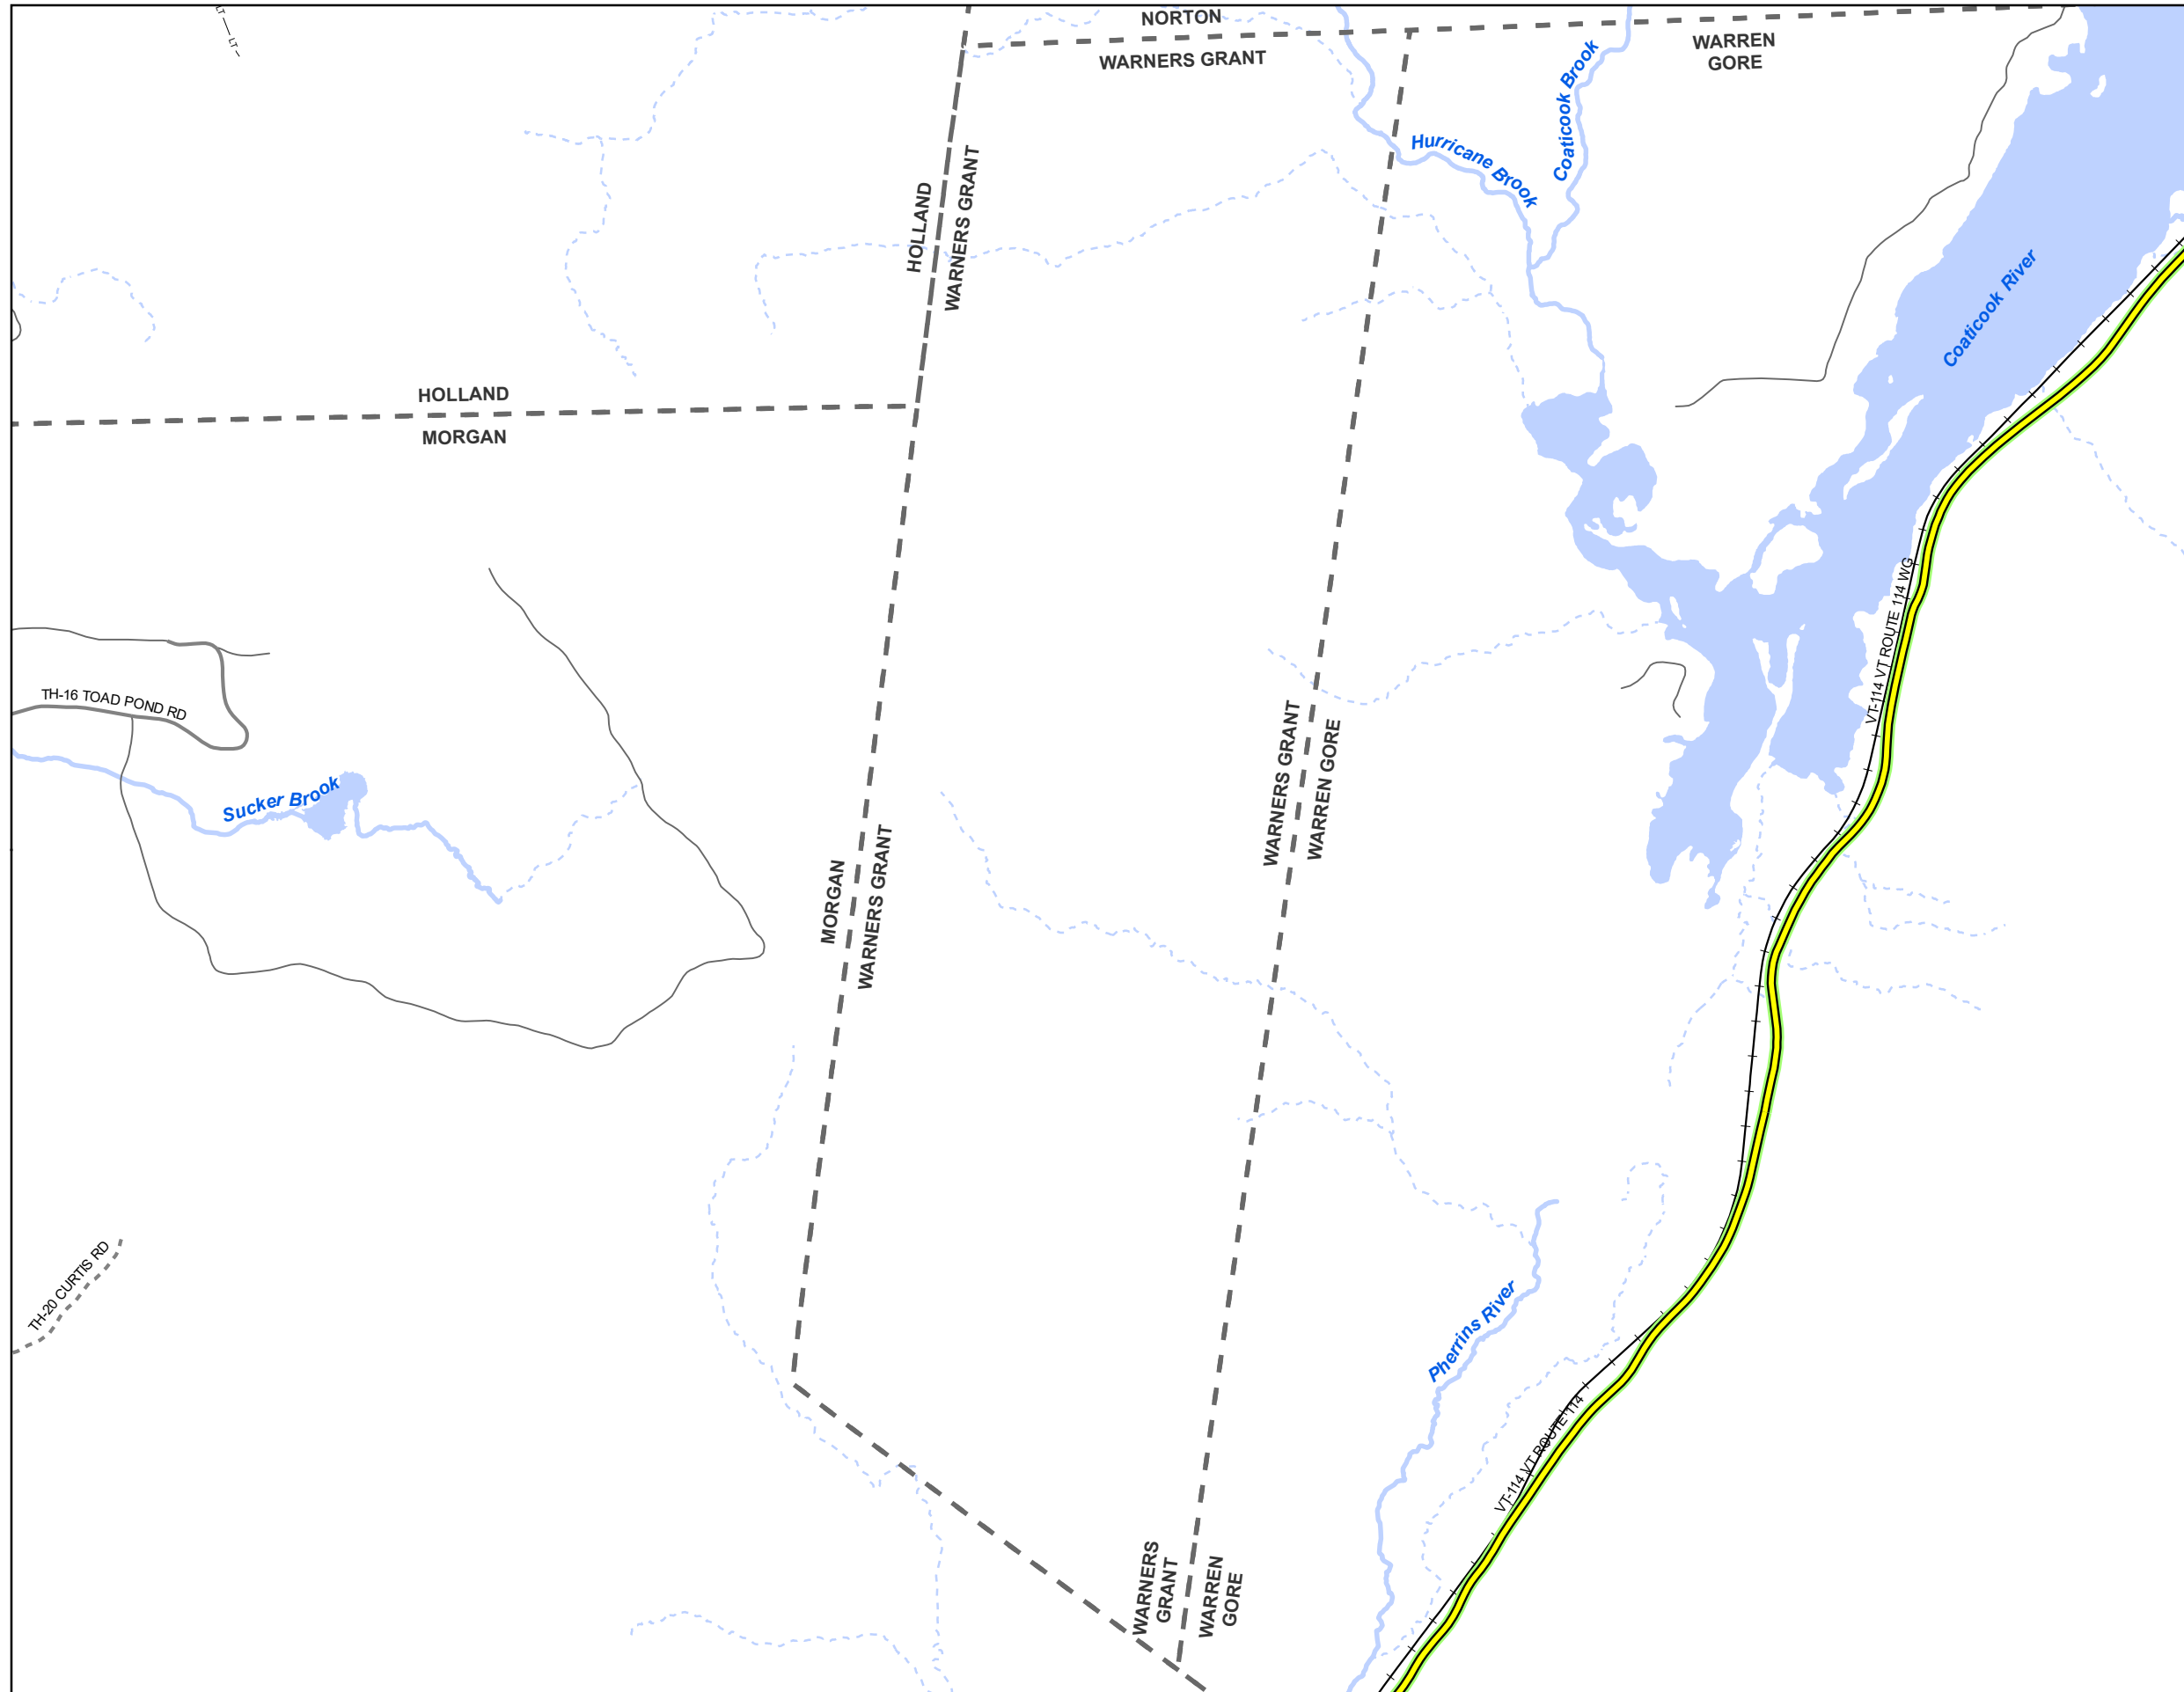 LT — LT –
NORTON
WARNERS GRANT
WARREN
GORE
Coaticook Brook
Hurricane Brook
HOLLAND
WARNERS GRANT
Coaticook River
HOLLAND
MORGAN
VT-114 VT ROUTE 114 WG
TH-16 TOAD POND RD
Sucker Brook
WARNERS GRANT
WARREN GORE
MORGAN
WARNERS GRANT
TH-20 CURTIS RD
Pherrins River
VT-114 VT ROUTE 114
WARNERS
GRANT
WARREN
GORE